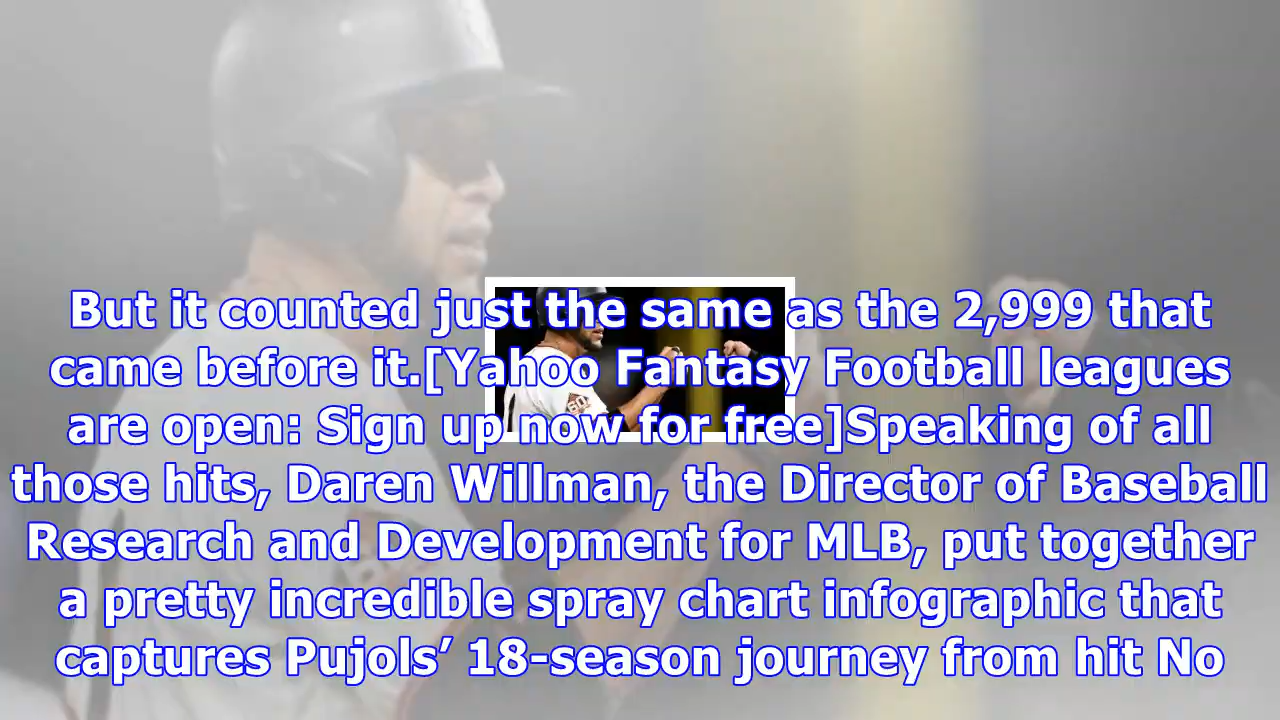 But it counted just the same as the 2,999 that
came before it.[Yahoo Fantasy Football leagues
are open: Sign up now for free]Speaking of all
those hits, Daren Willman, the Director of Baseball
Research and Development for MLB, put together
a pretty incredible spray chart infographic that
captures Pujols’ 18-season journey from hit No